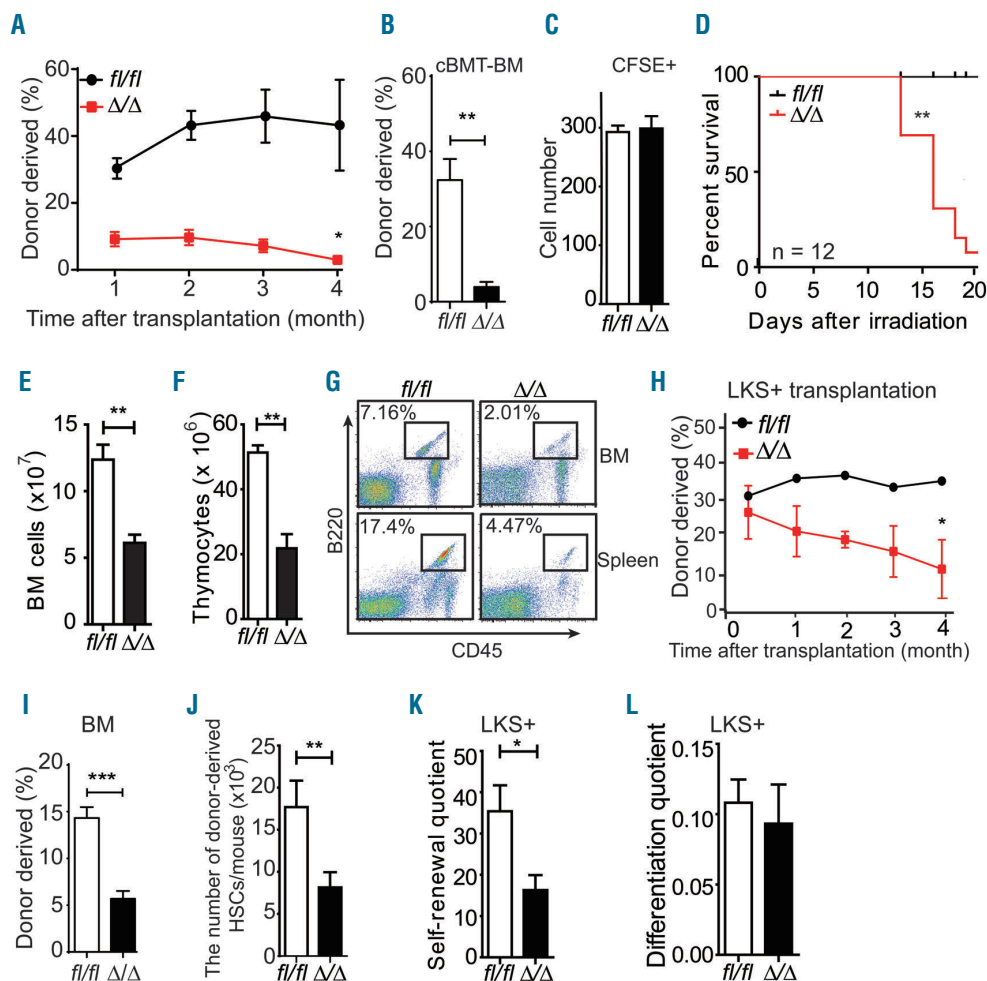 A
fl/fl
Δ/Δ
Donor derived (%)
60
40
20
0
1 2 3 4
*
Time after transplantation (month)
B
cBMT-BM
Donor derived (%)
60
40
20
0
**
fl/fl Δ/Δ
C
CFSE+
Cell number
300
200
100
0
fl/fl Δ/Δ
D
fl/fl
Δ/Δ
**
Percent survival
100
50
0
n = 12
0 5 10 15 20
Days after irradiation
E
BM cells (x10⁷)
15
10
5
0
**
fl/fl Δ/Δ
F
Thymocytes (x 10⁶)
60
40
20
0
**
fl/fl Δ/Δ
G
fl/fl Δ/Δ
7.16% 2.01%
BM
17.4% 4.47%
Spleen
B220
CD45
H
LKS+ transplantation
fl/fl
Δ/Δ
Donor derived (%)
50
40
30
20
10
0
*
0 1 2 3 4
Time after transplantation (month)
I
BM
Donor derived (%)
20
15
10
5
0
***
fl/fl Δ/Δ
J
The number of donor-derived
HSCs/mouse (x10³)
25
20
15
10
5
0
**
fl/fl Δ/Δ
K
LKS+
Self-renewal quotient
50
40
30
20
10
0
*
fl/fl Δ/Δ
L
LKS+
Differentiation quotient
0.15
0.10
0.05
0.00
fl/fl Δ/Δ